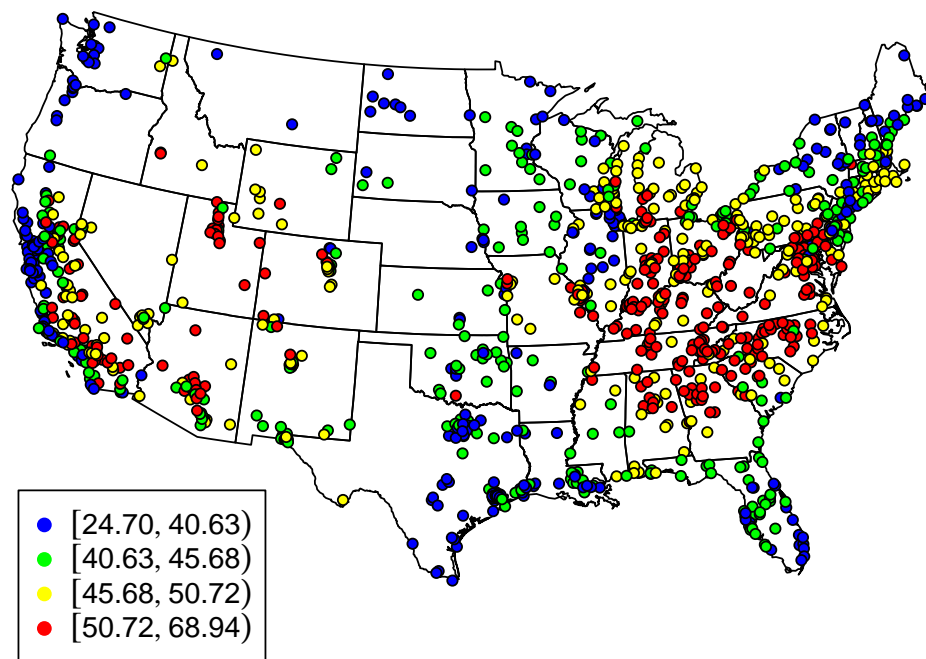 [24.70, 40.63)
[40.63, 45.68)
[45.68, 50.72)
[50.72, 68.94)